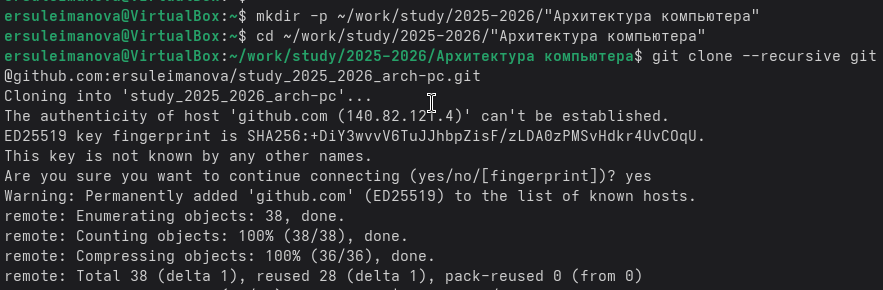 ersuleimanova@VirtualBox:~$ mkdir -p ~/work/study/2025-2026/"Архитектура компьютера"
ersuleimanova@VirtualBox:~$ cd ~/work/study/2025-2026/"Архитектура компьютера"
ersuleimanova@VirtualBox:~/work/study/2025-2026/Архитектура компьютера$ git clone --recursive git
@github.com:ersuleimanova/study_2025_2026_arch-pc.git
Cloning into 'study_2025_2026_arch-pc'...
The authenticity of host 'github.com (140.82.121.4)' can't be established.
ED25519 key fingerprint is SHA256:+DiY3wvvV6TuJJhbpZisF/zLDA0zPMSvHdkr4UvCOqU.
This key is not known by any other names.
Are you sure you want to continue connecting (yes/no/[fingerprint])? yes
Warning: Permanently added 'github.com' (ED25519) to the list of known hosts.
remote: Enumerating objects: 38, done.
remote: Counting objects: 100% (38/38), done.
remote: Compressing objects: 100% (36/36), done.
remote: Total 38 (delta 1), reused 28 (delta 1), pack-reused 0 (from 0)